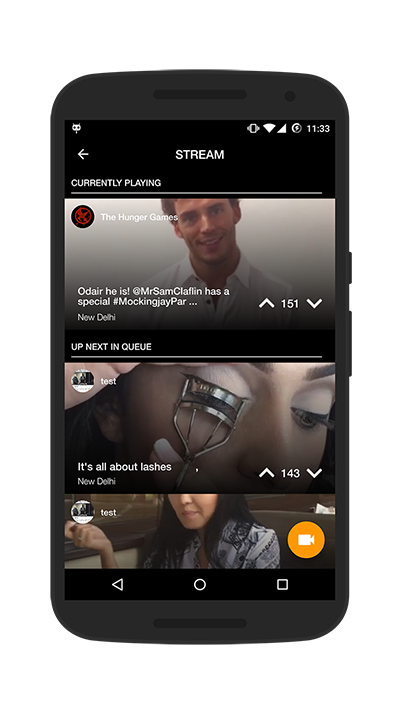 11:33
STREAM
CURRENTLY PLAYING
The Hunger Games
Odair he is! @MrSamClaflin has a
special #MockingjayPar ...
151
New Delhi
UP NEXT IN QUEUE
test
It's all about lashes
143
New Delhi
test